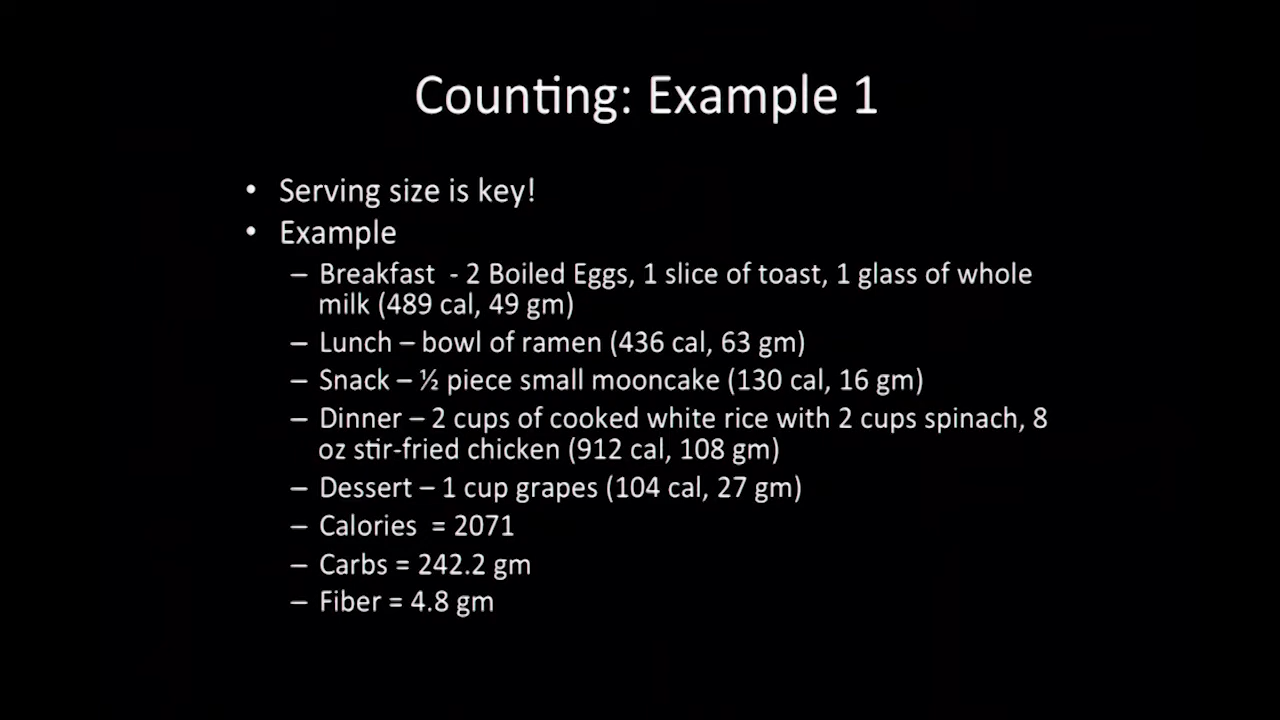 Counting: Example 1
• Serving size is key!
• Example
– Breakfast - 2 Boiled Eggs, 1 slice of toast, 1 glass of whole
milk (489 cal, 49 gm)
– Lunch – bowl of ramen (436 cal, 63 gm)
– Snack – ½ piece small mooncake (130 cal, 16 gm)
– Dinner – 2 cups of cooked white rice with 2 cups spinach, 8
oz stir-fried chicken (912 cal, 108 gm)
– Dessert – 1 cup grapes (104 cal, 27 gm)
– Calories = 2071
– Carbs = 242.2 gm
– Fiber = 4.8 gm